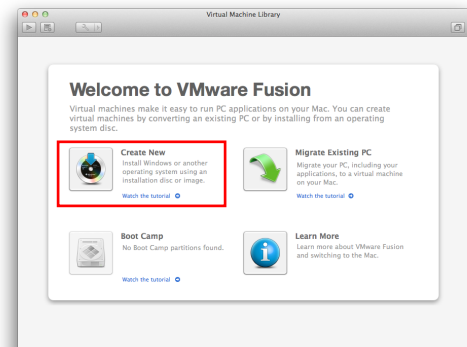 Virtual Machine Library
Welcome to VMware Fusion
Virtual machines make it easy to run PC applications on your Mac. You can create
virtual machines by converting an existing PC or by installing from an operating
system disc.
Create New
Install Windows or another
operating system using an
installation disc or image.
Watch the tutorial
Migrate Existing PC
Migrate your PC, including your
applications, to a virtual machine
on your Mac.
Watch the tutorial
Boot Camp
No Boot Camp partitions found.
Watch the tutorial
Learn More
Learn more about VMware Fusion
and switching to the Mac.